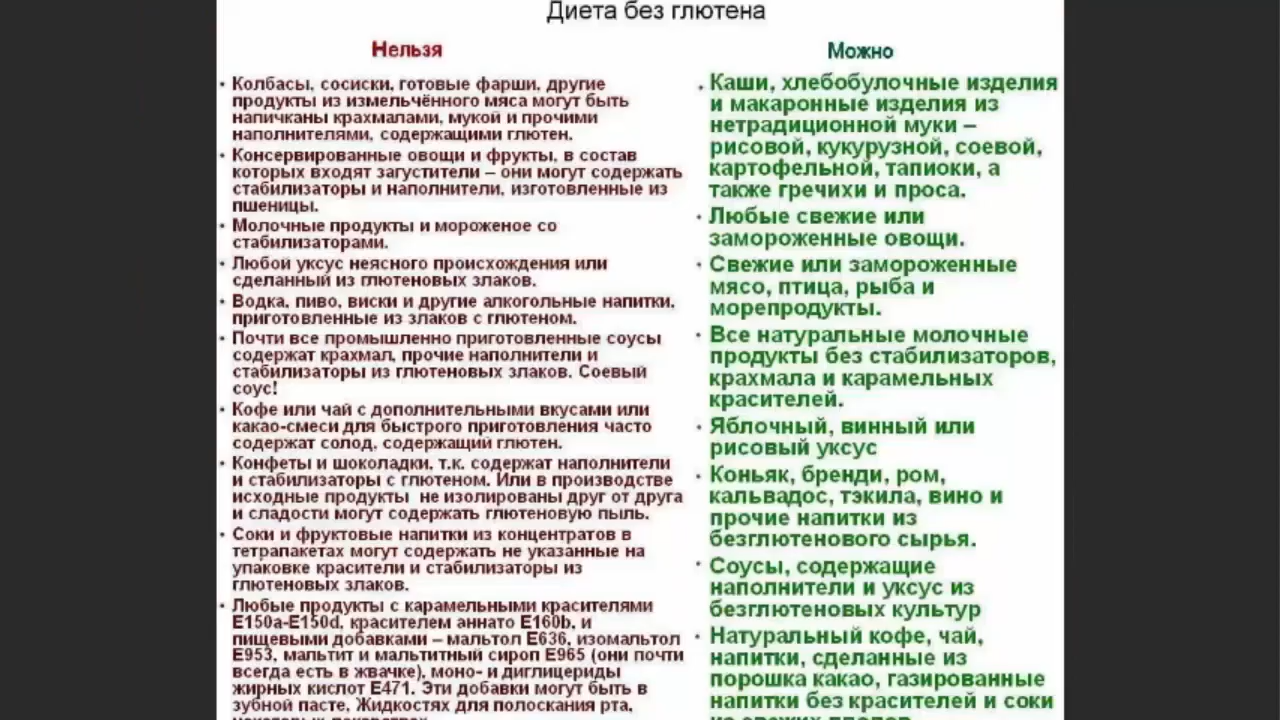 Диета без глютена
Нельзя
• Колбасы, сосиски, готовые фарши, другие
продукты из измельчённого мяса могут быть
напичканы крахмалами, мукой и прочими
наполнителями, содержащими глютен.
• Консервированные овощи и фрукты, в состав
которых входят загустители – они могут содержать
стабилизаторы и наполнители, изготовленные из
пшеницы.
• Молочные продукты и мороженое со
стабилизаторами.
• Любой уксус неясного происхождения или
сделанный из глютеновых злаков.
• Водка, пиво, виски и другие алкогольные напитки,
приготовленные из злаков с глютеном.
• Почти все промышленно приготовленные соусы
содержат крахмал, прочие наполнители и
стабилизаторы из глютеновых злаков. Соевый
соус!
• Кофе или чай с дополнительными вкусами или
какао-смеси для быстрого приготовления часто
содержат солод, содержащий глютен.
• Конфеты и шоколадки, т.к. содержат наполнители
и стабилизаторы с глютеном. Или в производстве
исходные продукты не изолированы друг от друга
и сладости могут содержать глютеновую пыль.
• Соки и фруктовые напитки из концентратов в
тетрапакетах могут содержать не указанные на
упаковке красители и стабилизаторы из
глютеновых злаков.
• Любые продукты с карамельными красителями
Е150а-Е150d, красителем аннато Е160b, и
пищевыми добавками – мальтол Е636, изомальтол
Е953, мальтит и мальтитный сироп Е965 (они почти
всегда есть в жвачке), моно- и диглицериды
жирных кислот Е471. Эти добавки могут быть в
зубной пасте, Жидкостях для полоскания рта,
Можно
• Каши, хлебобулочные изделия
и макаронные изделия из
нетрадиционной муки –
рисовой, кукурузной, соевой,
картофельной, тапиоки, а
также гречихи и проса.
• Любые свежие или
замороженные овощи.
• Свежие или замороженные
мясо, птица, рыба и
морепродукты.
• Все натуральные молочные
продукты без стабилизаторов,
крахмала и карамельных
красителей.
• Яблочный, винный или
рисовый уксус
• Коньяк, бренди, ром,
кальвадос, тэкила, вино и
прочие напитки из
безглютенового сырья.
• Соусы, содержащие
наполнители и уксус из
безглютеновых культур
• Натуральный кофе, чай,
напитки, сделанные из
порошка какао, газированные
напитки без красителей и соки